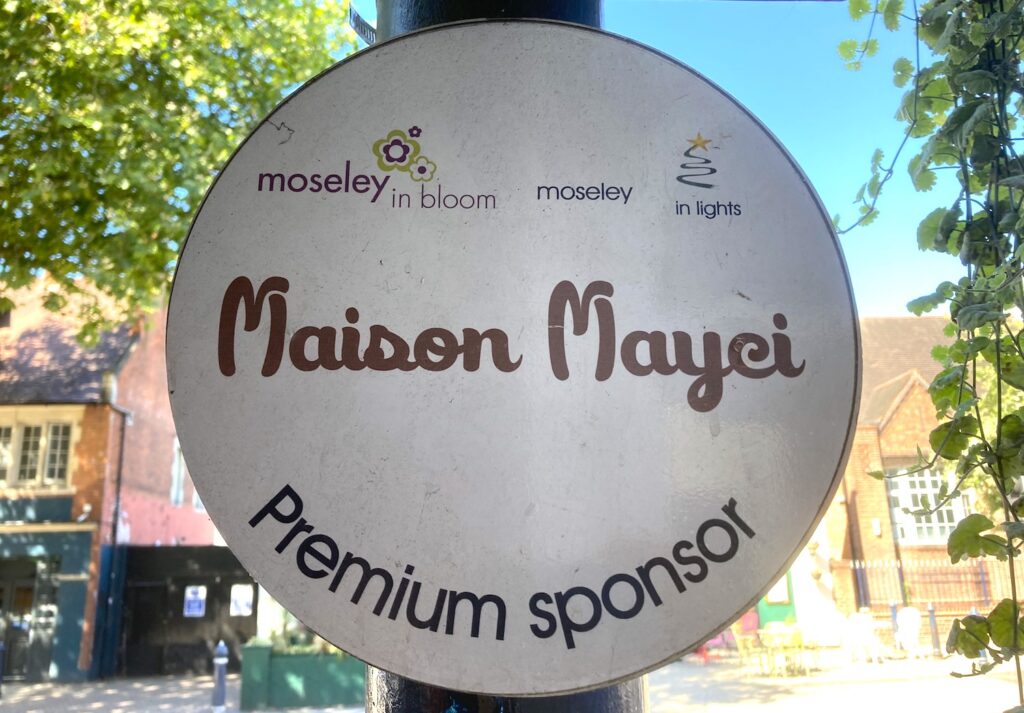 moseley in bloom
moseley in lights
Maison Mayci
Premium sponsor